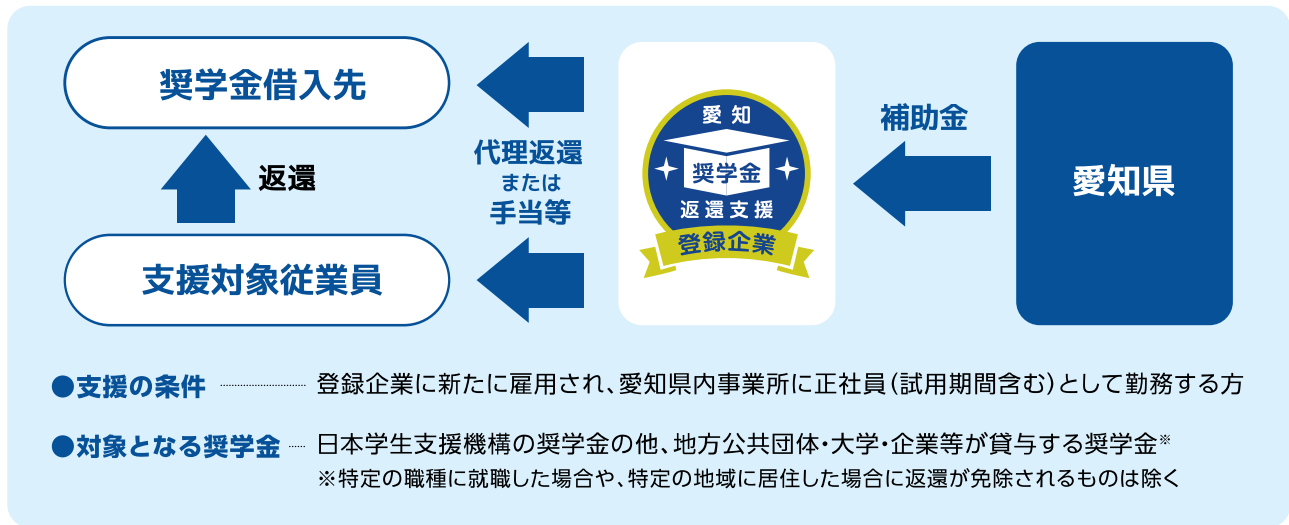 奨学金借入先
返還
支援対象従業員
代理返還
または
手当等
愛知
奨学金
返還支援
登録企業
補助金
愛知県
●支援の条件 登録企業に新たに雇用され、愛知県内事業所に正社員(試用期間含む)として勤務する方
●対象となる奨学金 日本学生支援機構の奨学金の他、地方公共団体・大学・企業等が貸与する奨学金※
※特定の職種に就職した場合や、特定の地域に居住した場合に返還が免除されるものは除く